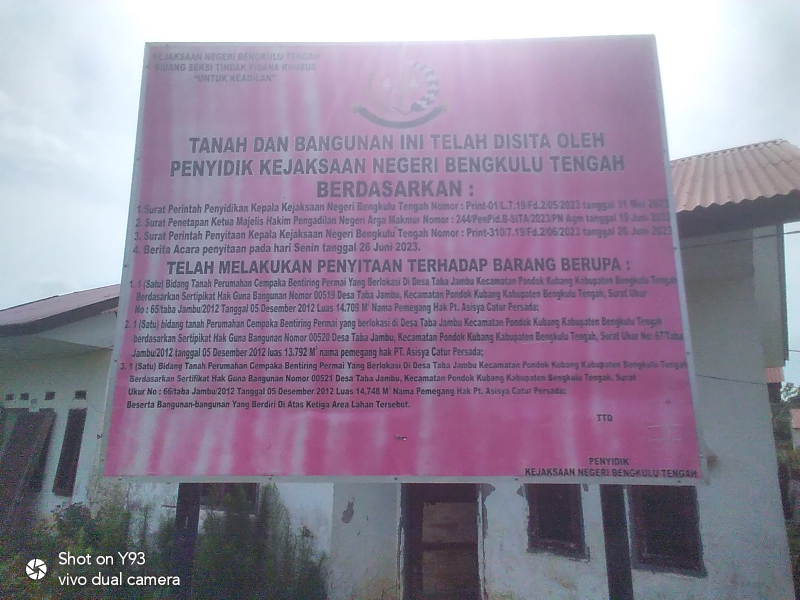 KEJAKSAAN NEGERI BENGKULU TENGAH
BIDANG SEKSI TINDAK PIDANA KHUSUS
"UNTUK KEADILAN"
TANAH DAN BANGUNAN INI TELAH DISITA OLEH
PENYIDIK KEJAKSAAN NEGERI BENGKULU TENGAH
BERDASARKAN :
1. Surat Perintah Penyidikan Kepala Kejaksaan Negeri Bengkulu Tengah Nomor : Print-01/L.7.19/Fd.2/05/2023 tanggal 31 Mei 2023
2. Surat Penetapan Ketua Majelis Hakim Pengadilan Negeri Arga Makmur Nomor : 244/PenPid.B-SITA/2023/PN Agm tanggal 19 Juni 2023
3. Surat Perintah Penyitaan Kepala Kejaksaan Negeri Bengkulu Tengah Nomor : Print-310/7.19/Fd.2/06/2023 tanggal 26 Juni 2023
4. Berita Acara penyitaan pada hari Senin tanggal 26 Juni 2023.
TELAH MELAKUKAN PENYITAAN TERHADAP BARANG BERUPA :
1. 1 (Satu) Bidang Tanah Perumahan Cempaka Bentiring Permai Yang Berlokasi Di Desa Taba Jambu Kecamatan Pondok Kubang Kabupaten Bengkulu Tengah
Berdasarkan Sertipikat Hak Guna Bangunan Nomor 00519 Desa Taba Jambu, Kecamatan Pondok Kubang Kabupaten Bengkulu Tengah, Surat Ukur
No : 65/taba Jambu/2012 Tanggal 05 Desember 2012 Luas 14.709 M² Nama Pemegang Hak Pt. Asisya Catur Persada;
2. 1 (Satu) bidang tanah Perumahan Cempaka Bentiring Permai yang berlokasi di Desa Taba Jambu Kecamatan Pondok Kubang Kabupaten Bengkulu Tengah
berdasarkan Sertipikat Hak Guna Bangunan Nomor 00520 Desa Taba Jambu, Kecamatan Pondok Kubang Kabupaten Bengkulu Tengah, Surat Ukur No: 67/Taba
Jambu/2012 tanggal 05 Desember 2012 luas 13.792 M² nama pemegang hak PT. Asisya Catur Persada;
3. 1 (Satu) Bidang Tanah Perumahan Cempaka Bentiring Permai Yang Berlokasi Di Desa Taba Jambu Kecamatan Pondok Kubang Kabupaten Bengkulu Tengah
Berdasarkan Sertifikat Hak Guna Bangunan Nomor 00521 Desa Taba Jambu, Kecamatan Pondok Kubang Kabupaten Bengkulu Tengah, Surat
Ukur No : 66/taba Jambu/2012 Tanggal 05 Desember 2012 Luas 14,748 M² Nama Pemegang Hak Pt. Asisya Catur Persada;
Beserta Bangunan-bangunan Yang Berdiri Di Atas Ketiga Area Lahan Tersebut.
TTD
PENYIDIK
KEJAKSAAN NEGERI BENGKULU TENGAH
Shot on Y93
vivo dual camera